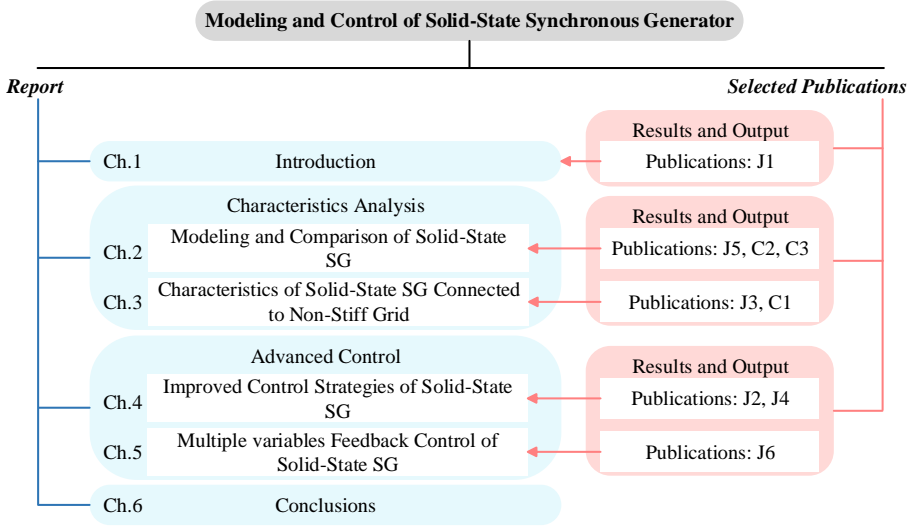 Modeling and Control of Solid-State Synchronous Generator
Report
Selected Publications
Results and Output
Ch.1
Introduction
Publications: J1
Characteristics Analysis
Results and Output
Ch.2
Modeling and Comparison of Solid-State
SG
Publications: J5, C2, C3
Ch.3
Characteristics of Solid-State SG Connected
to Non-Stiff Grid
Publications: J3, C1
Advanced Control
Results and Output
Ch.4
Improved Control Strategies of Solid-State
SG
Publications: J2, J4
Ch.5
Multiple variables Feedback Control of
Solid-State SG
Publications: J6
Ch.6
Conclusions